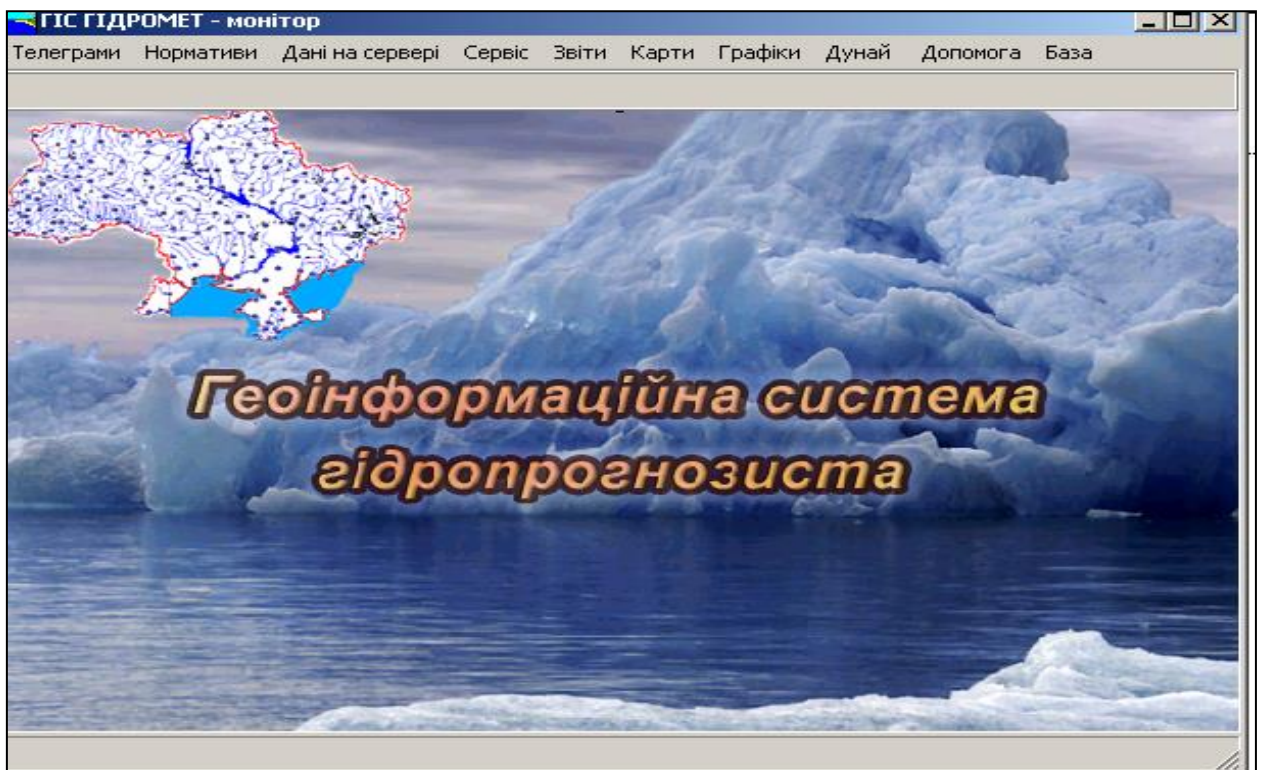 ГІС ГІДРОМЕТ - монітор
Телеграми Нормативи Дані на сервері Сервіс Звіти Карти Графіки Дунай Допомога База
Геоінформаційна система
гідропрогнозиста